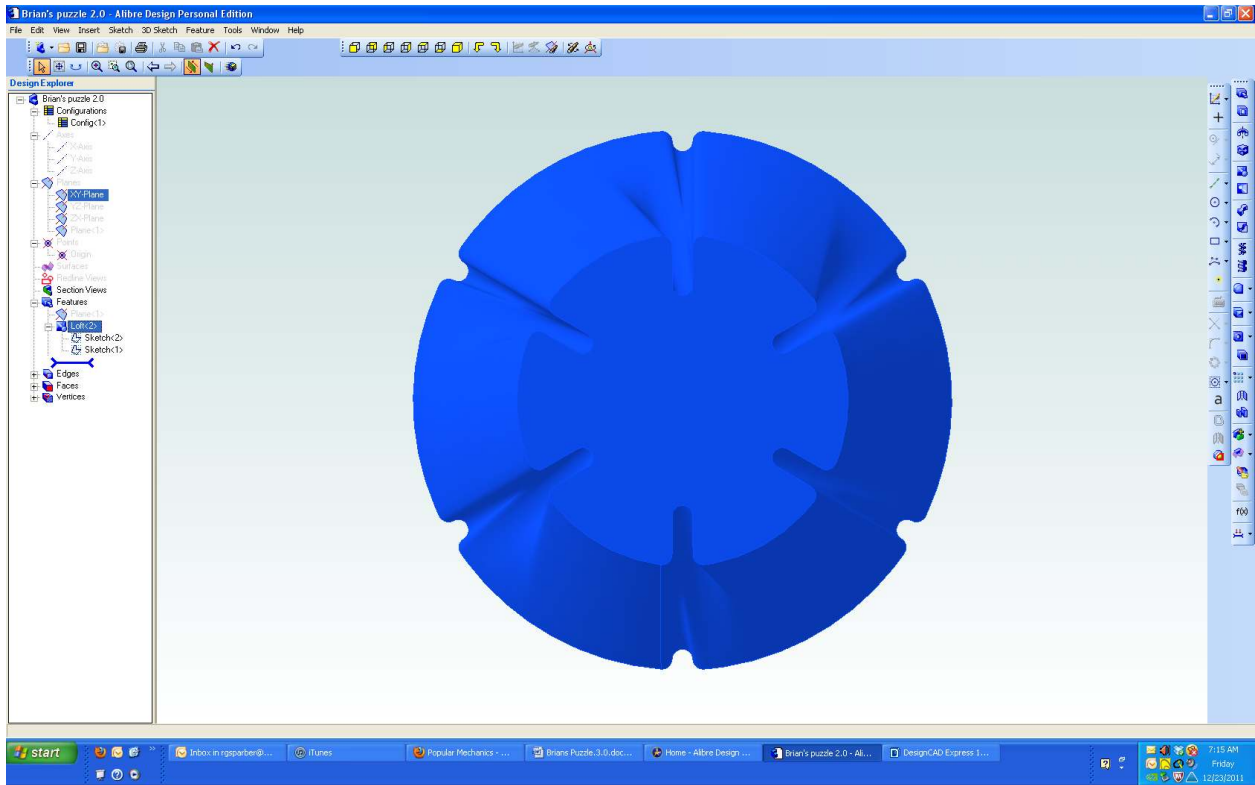 Brian's puzzle 2.0 - Alibre Design Personal Edition
File Edit View Insert Sketch 3D Sketch Feature Tools Window Help
Design Explorer
Brian's puzzle 2.0
Configurations
Config<1>
Axes
X-Axis
Y-Axis
Z-Axis
Planes
XY-Plane
YZ-Plane
ZX-Plane
Plane<1>
Points
Origin
Surfaces
Redline Views
Section Views
Features
Plane<1>
Loft<2>
Sketch<2>
Sketch<1>
Edges
Faces
Vertices
a
f(x)
start
Inbox in rgsparber@...
iTunes
Popular Mechanics - ...
Brians Puzzle.3.0.doc...
Home - Alibre Design ...
Brian's puzzle 2.0 - Ali...
DesignCAD Express 1...
7:15 AM
Friday
12/23/2011